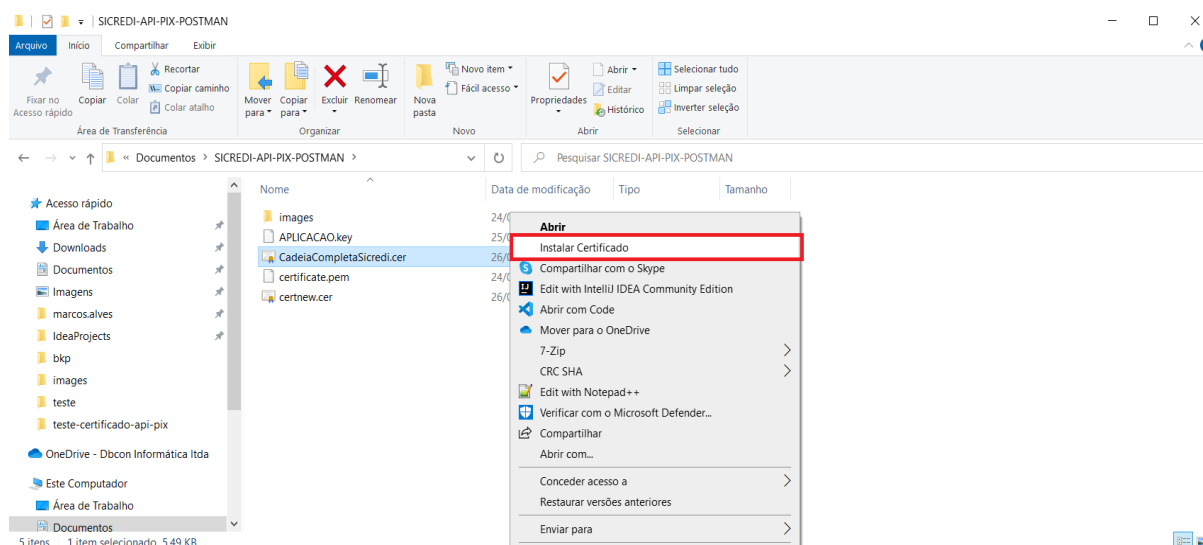 SICREDI-API-PIX-POSTMAN
Arquivo Início Compartilhar Exibir
Fixar no Acesso rápido
Copiar
Colar
Recortar
Copiar caminho
Colar atalho
Mover para
Copiar para
Excluir
Renomear
Nova pasta
Novo item
Fácil acesso
Propriedades
Abrir
Editar
Histórico
Selecionar tudo
Limpar seleção
Inverter seleção
Área de Transferência Organizar Novo Abrir Selecionar
« Documentos > SICREDI-API-PIX-POSTMAN >
Pesquisar SICREDI-API-PIX-POSTMAN
Acesso rápido
Área de Trabalho
Downloads
Documentos
Imagens
marcos.alves
IdeaProjects
bkp
images
teste
teste-certificado-api-pix
OneDrive - Dbcon Informática ltda
Este Computador
Área de Trabalho
Documentos
Nome Data de modificação Tipo Tamanho
images 24/0
APLICACAO.key 25/0
CadeiaCompletaSicredi.cer 26/0
certificate.pem 24/0
certnew.cer 26/0
Abrir
Instalar Certificado
Compartilhar com o Skype
Edit with IntelliJ IDEA Community Edition
Abrir com Code
Mover para o OneDrive
7-Zip
CRC SHA
Edit with Notepad++
Verificar com o Microsoft Defender...
Compartilhar
Abrir com...
Conceder acesso a
Restaurar versões anteriores
Enviar para
5 itens 1 item selecionado 5,49 KB